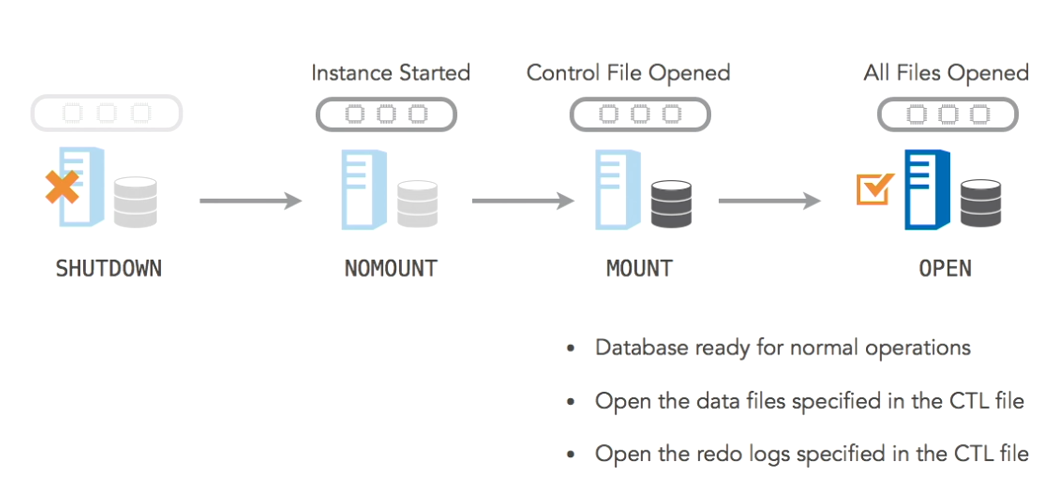 Instance Started
Control File Opened
All Files Opened
SHUTDOWN
NOMOUNT
MOUNT
OPEN
• Database ready for normal operations
• Open the data files specified in the CTL file
• Open the redo logs specified in the CTL file